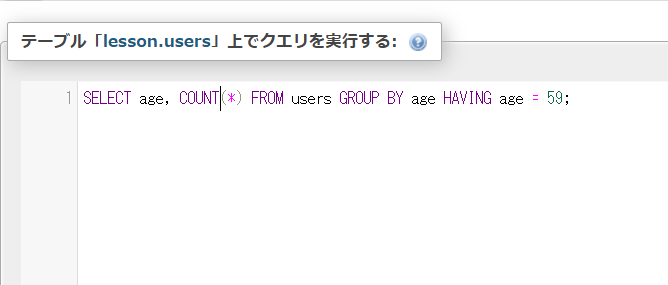 テーブル「lesson.users」上でクエリを実行する:
1 SELECT age, COUNT(*) FROM users GROUP BY age HAVING age = 59;